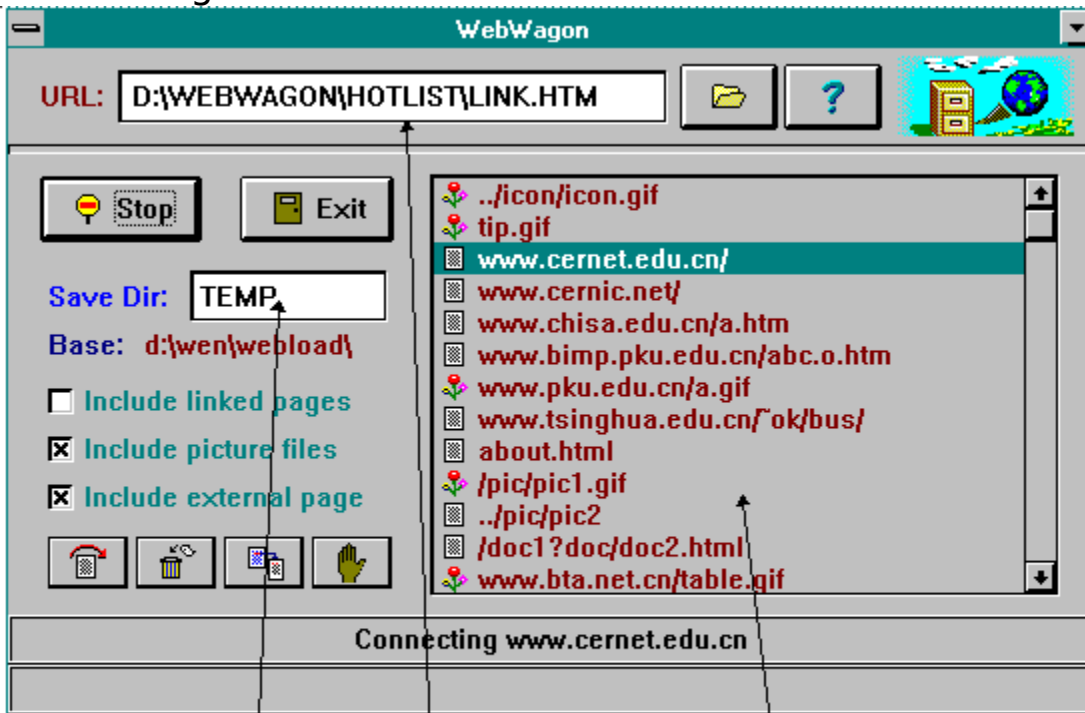 WebWagon
URL: D:\WEBWAGON\HOTLIST\LINK.HTM
?
Stop
Exit
Save Dir: TEMP
Base: d:\wen\webload\
Include linked pages
Include picture files
Include external page
../icon/icon.gif
tip.gif
www.cernet.edu.cn/
www.cernic.net/
www.chisa.edu.cn/a.htm
www.bimp.pku.edu.cn/abc.o.htm
www.pku.edu.cn/a.gif
www.tsinghua.edu.cn/~ok/bus/
about.html
/pic/pic1.gif
../pic/pic2
/doc1?doc/doc2.html
www.bta.net.cn/table.gif
Connecting www.cernet.edu.cn